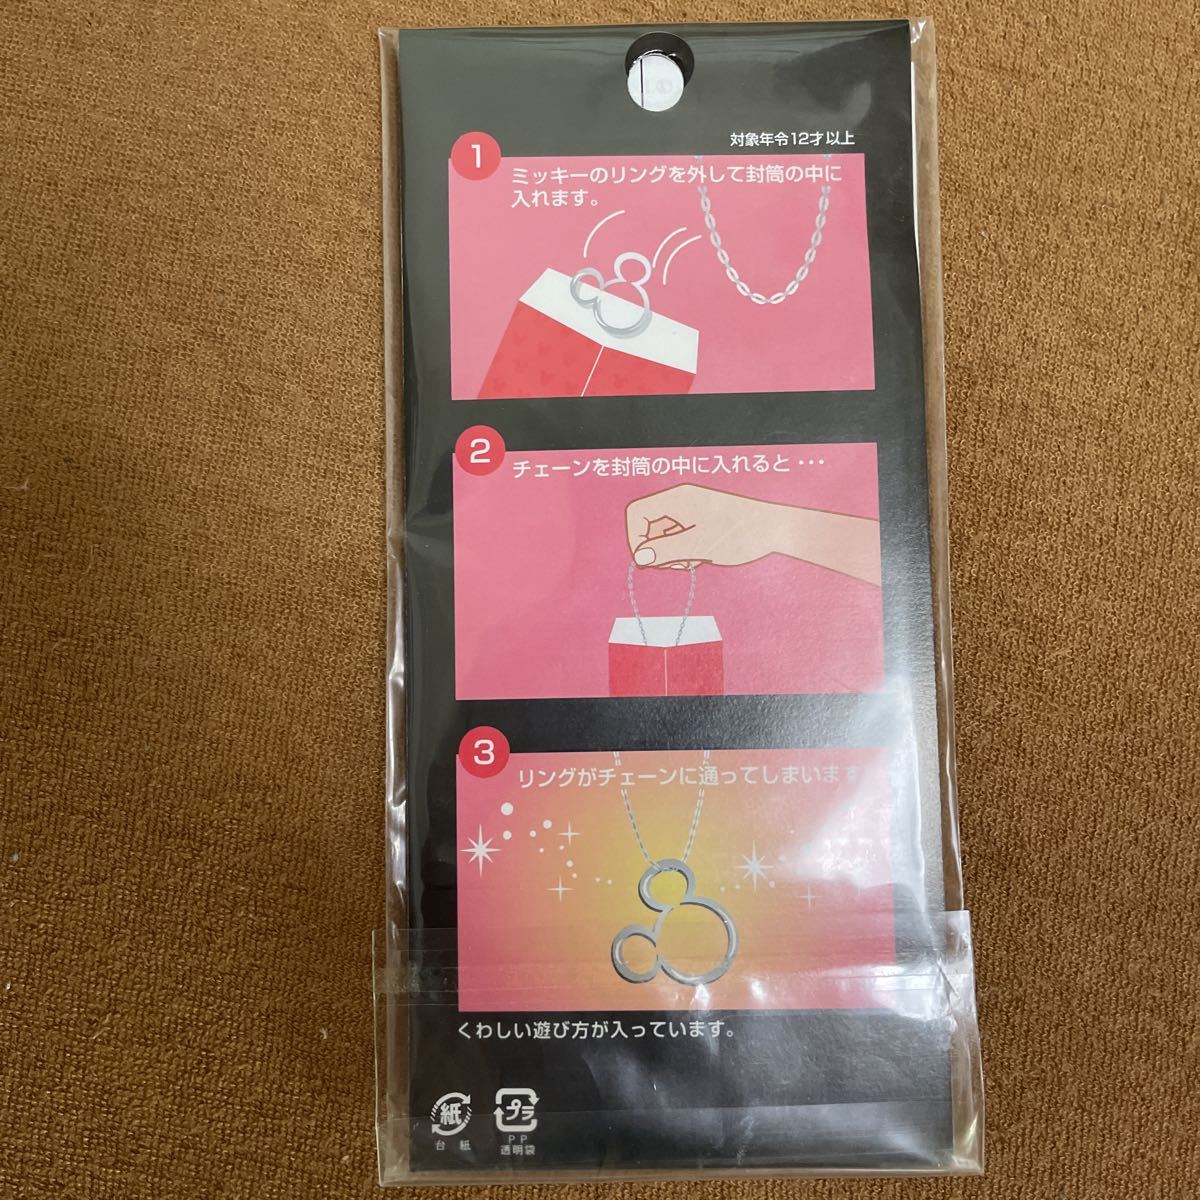 対象年令12才以上
1
ミッキーのリングを外して封筒の中に
入れます。
2
チェーンを封筒の中に入れると・・・
3
リングがチェーンに通ってしまいます
くわしい遊び方が入っています。
紙
台紙
プラ
PP
透明袋